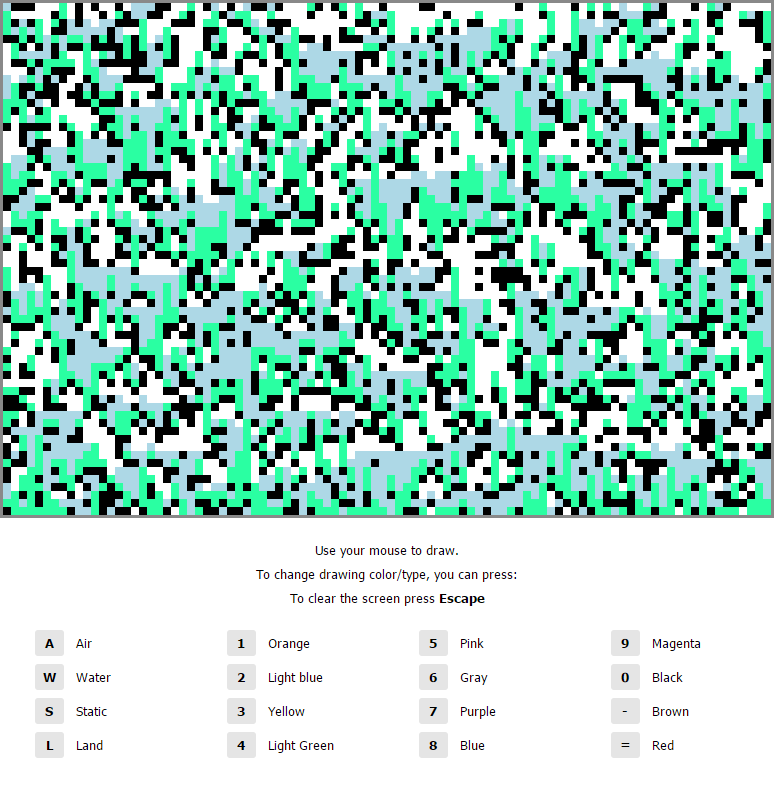 Use your mouse to draw.
To change drawing color/type, you can press:
To clear the screen press Escape
A Air 1 Orange 5 Pink 9 Magenta
W Water 2 Light blue 6 Gray 0 Black
S Static 3 Yellow 7 Purple - Brown
L Land 4 Light Green 8 Blue = Red